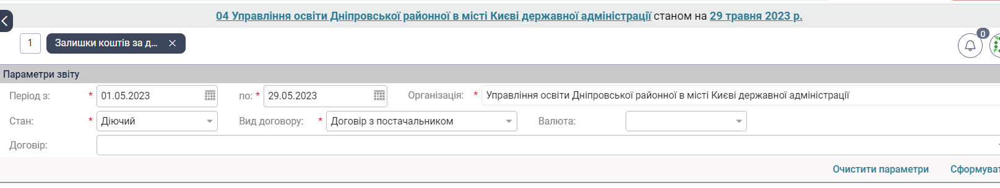 04 Управління освіти Дніпровської районної в місті Києві державної адміністрації станом на 29 травня 2023 р.
1 Залишки коштів за д... 0
Параметри звіту
Період з: * 01.05.2023 по: * 29.05.2023 Організація: * Управління освіти Дніпровської районної в місті Києві державної адміністрації
Стан: * Діючий Вид договору: * Договір з постачальником Валюта:
Договір:
Очистити параметри Сформуват